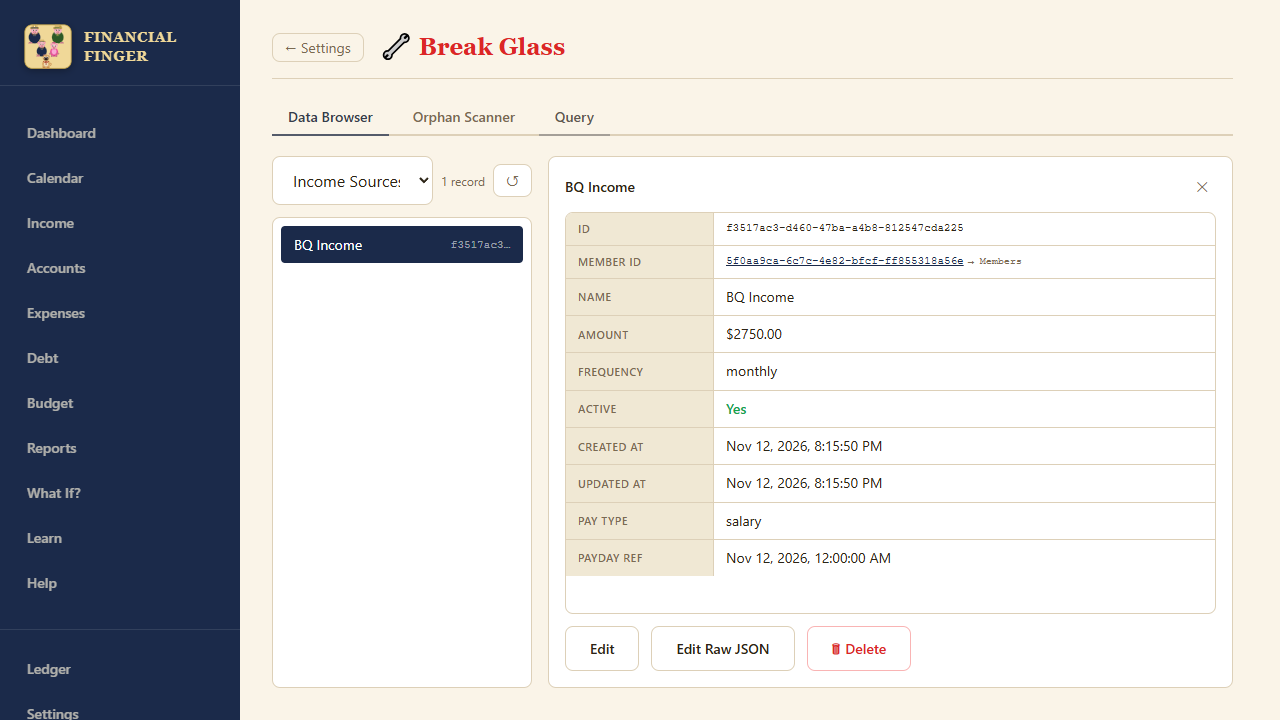 FINANCIAL
FINGER
Dashboard
Calendar
Income
Accounts
Expenses
Debt
Budget
Reports
What If?
Learn
Help
Ledger
Settings
← Settings
Break Glass
Data Browser
Orphan Scanner
Query
Income Sources
1 record
↺
BQ Income
f3517ac3…
BQ Income
ID
f3517ac3-d460-47ba-a4b8-812547cda225
MEMBER ID
5f0aa9ca-6c7c-4e82-bfcf-ff855318a56e → Members
NAME
BQ Income
AMOUNT
$2750.00
FREQUENCY
monthly
ACTIVE
Yes
CREATED AT
Nov 12, 2026, 8:15:50 PM
UPDATED AT
Nov 12, 2026, 8:15:50 PM
PAY TYPE
salary
PAYDAY REF
Nov 12, 2026, 12:00:00 AM
Edit
Edit Raw JSON
Delete